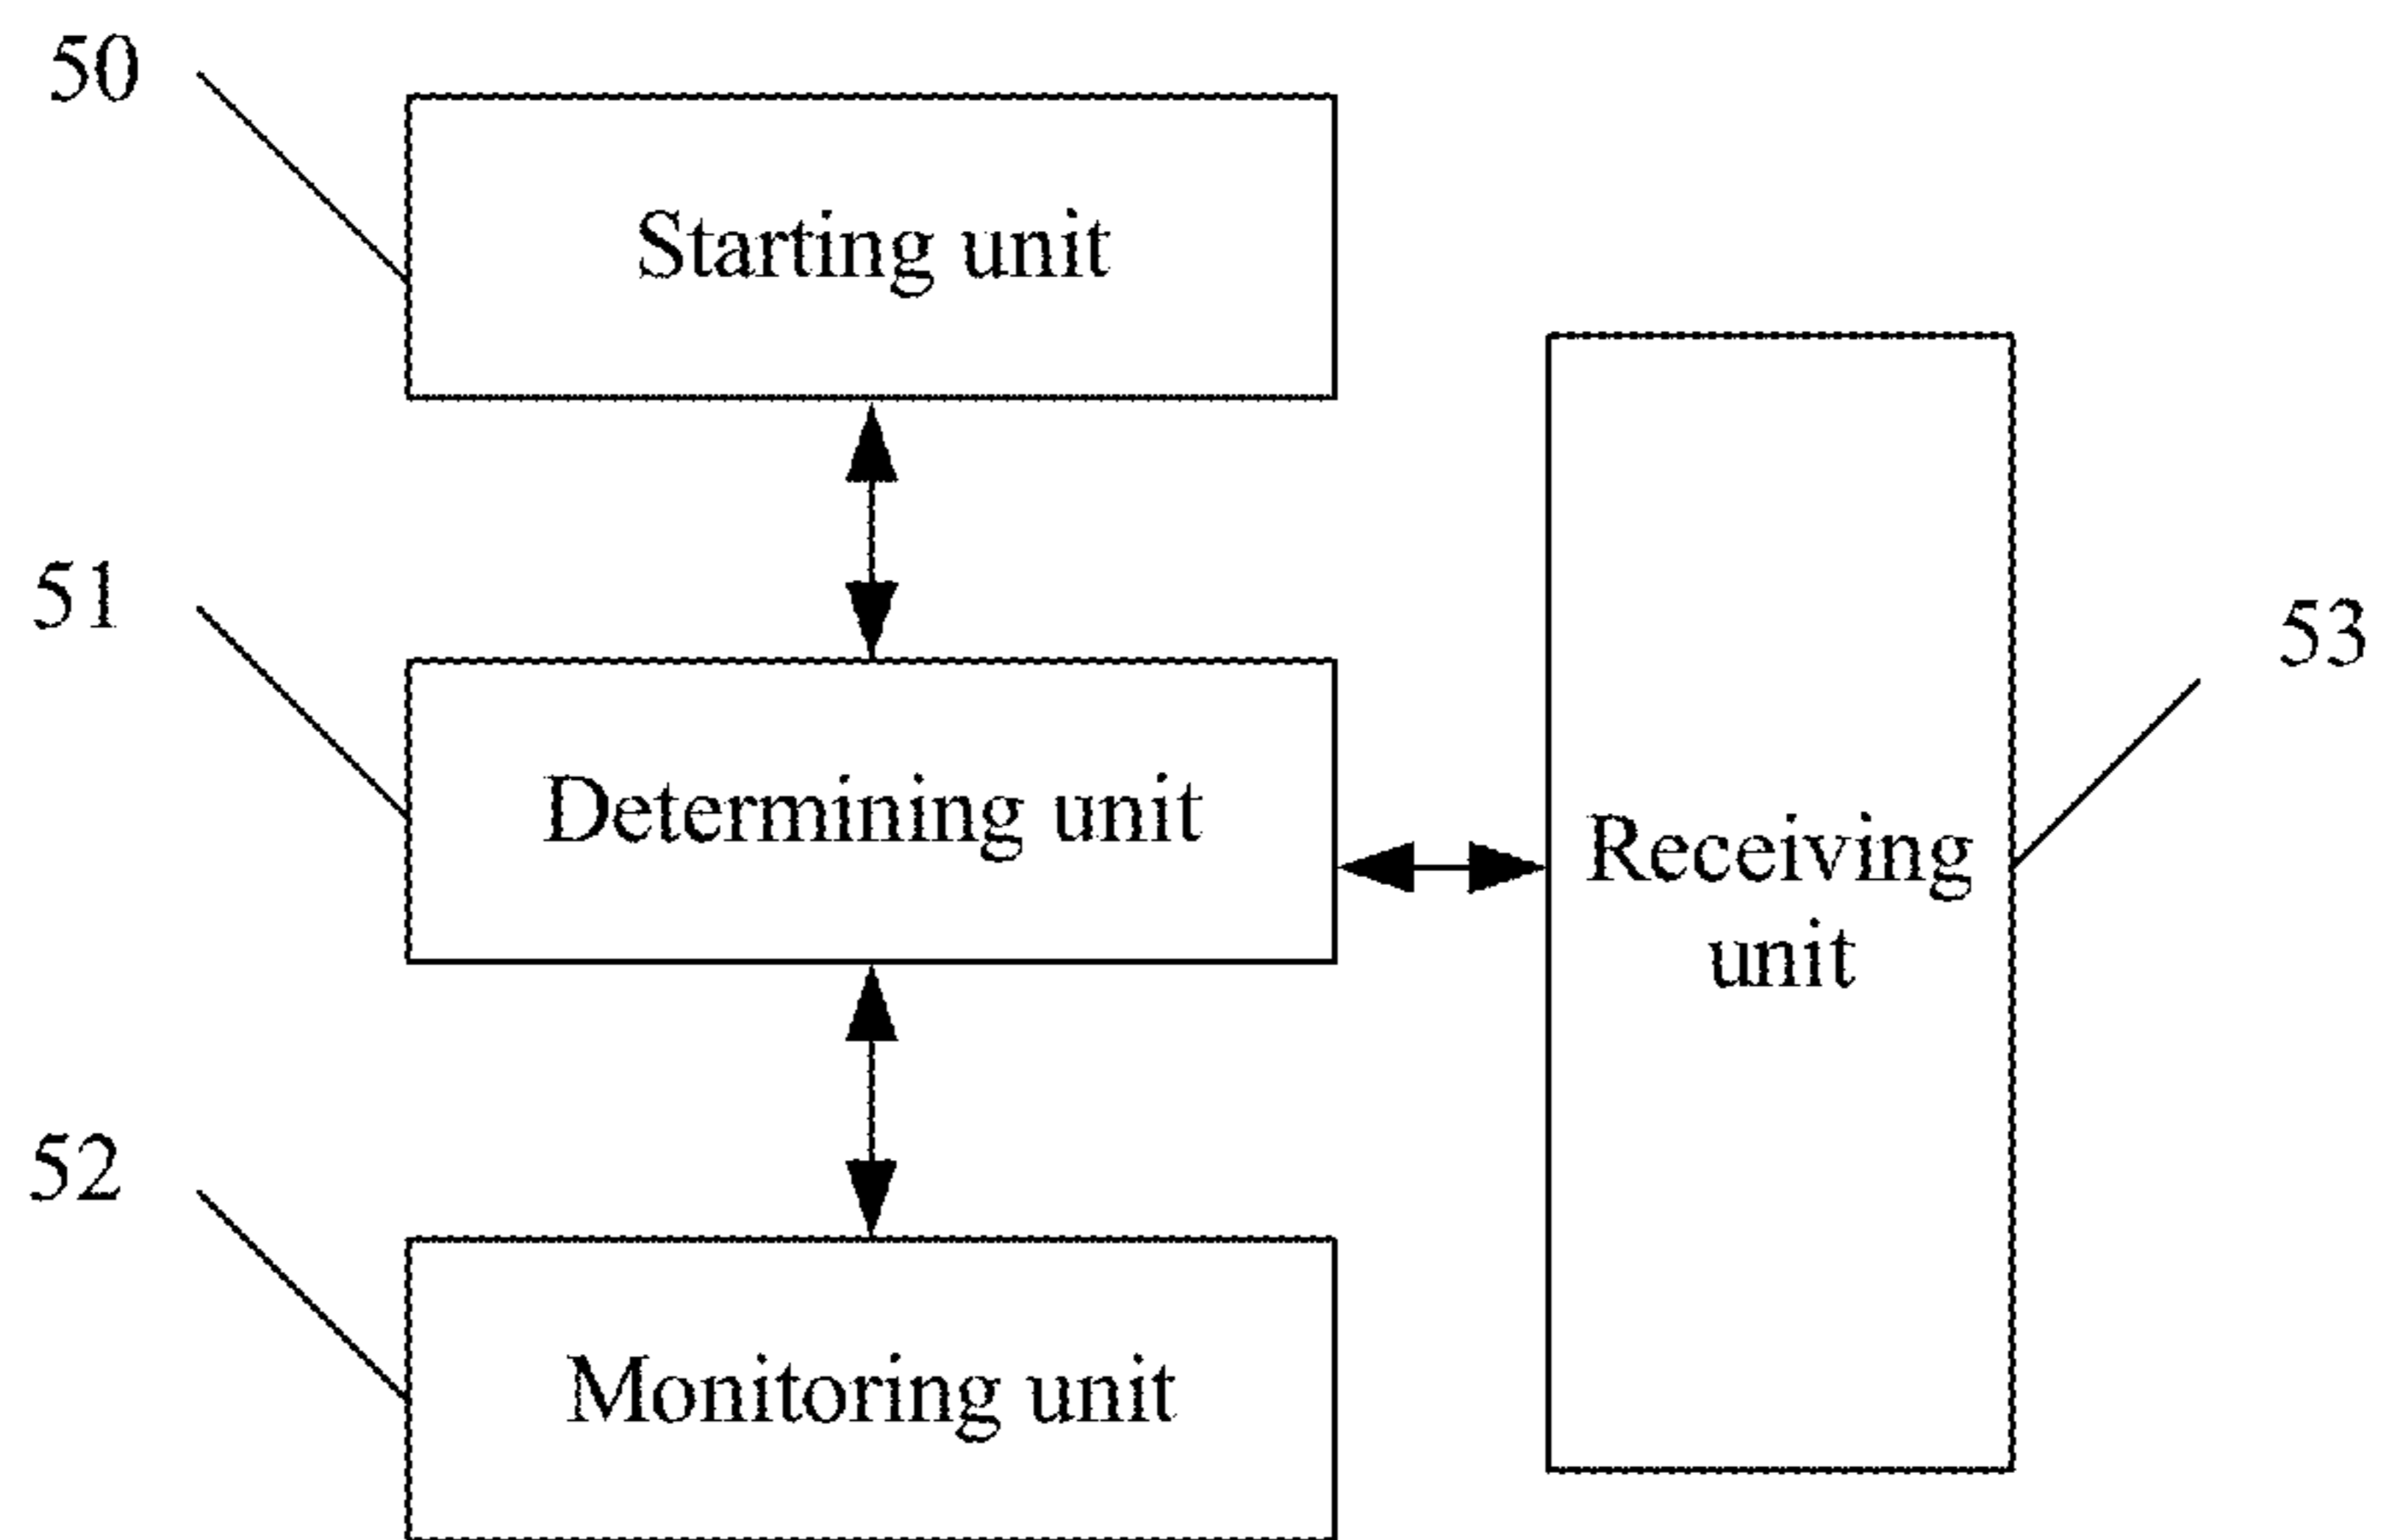 50
Starting unit
51
53
Determining unit
Receiving
unit
52
Monitoring unit